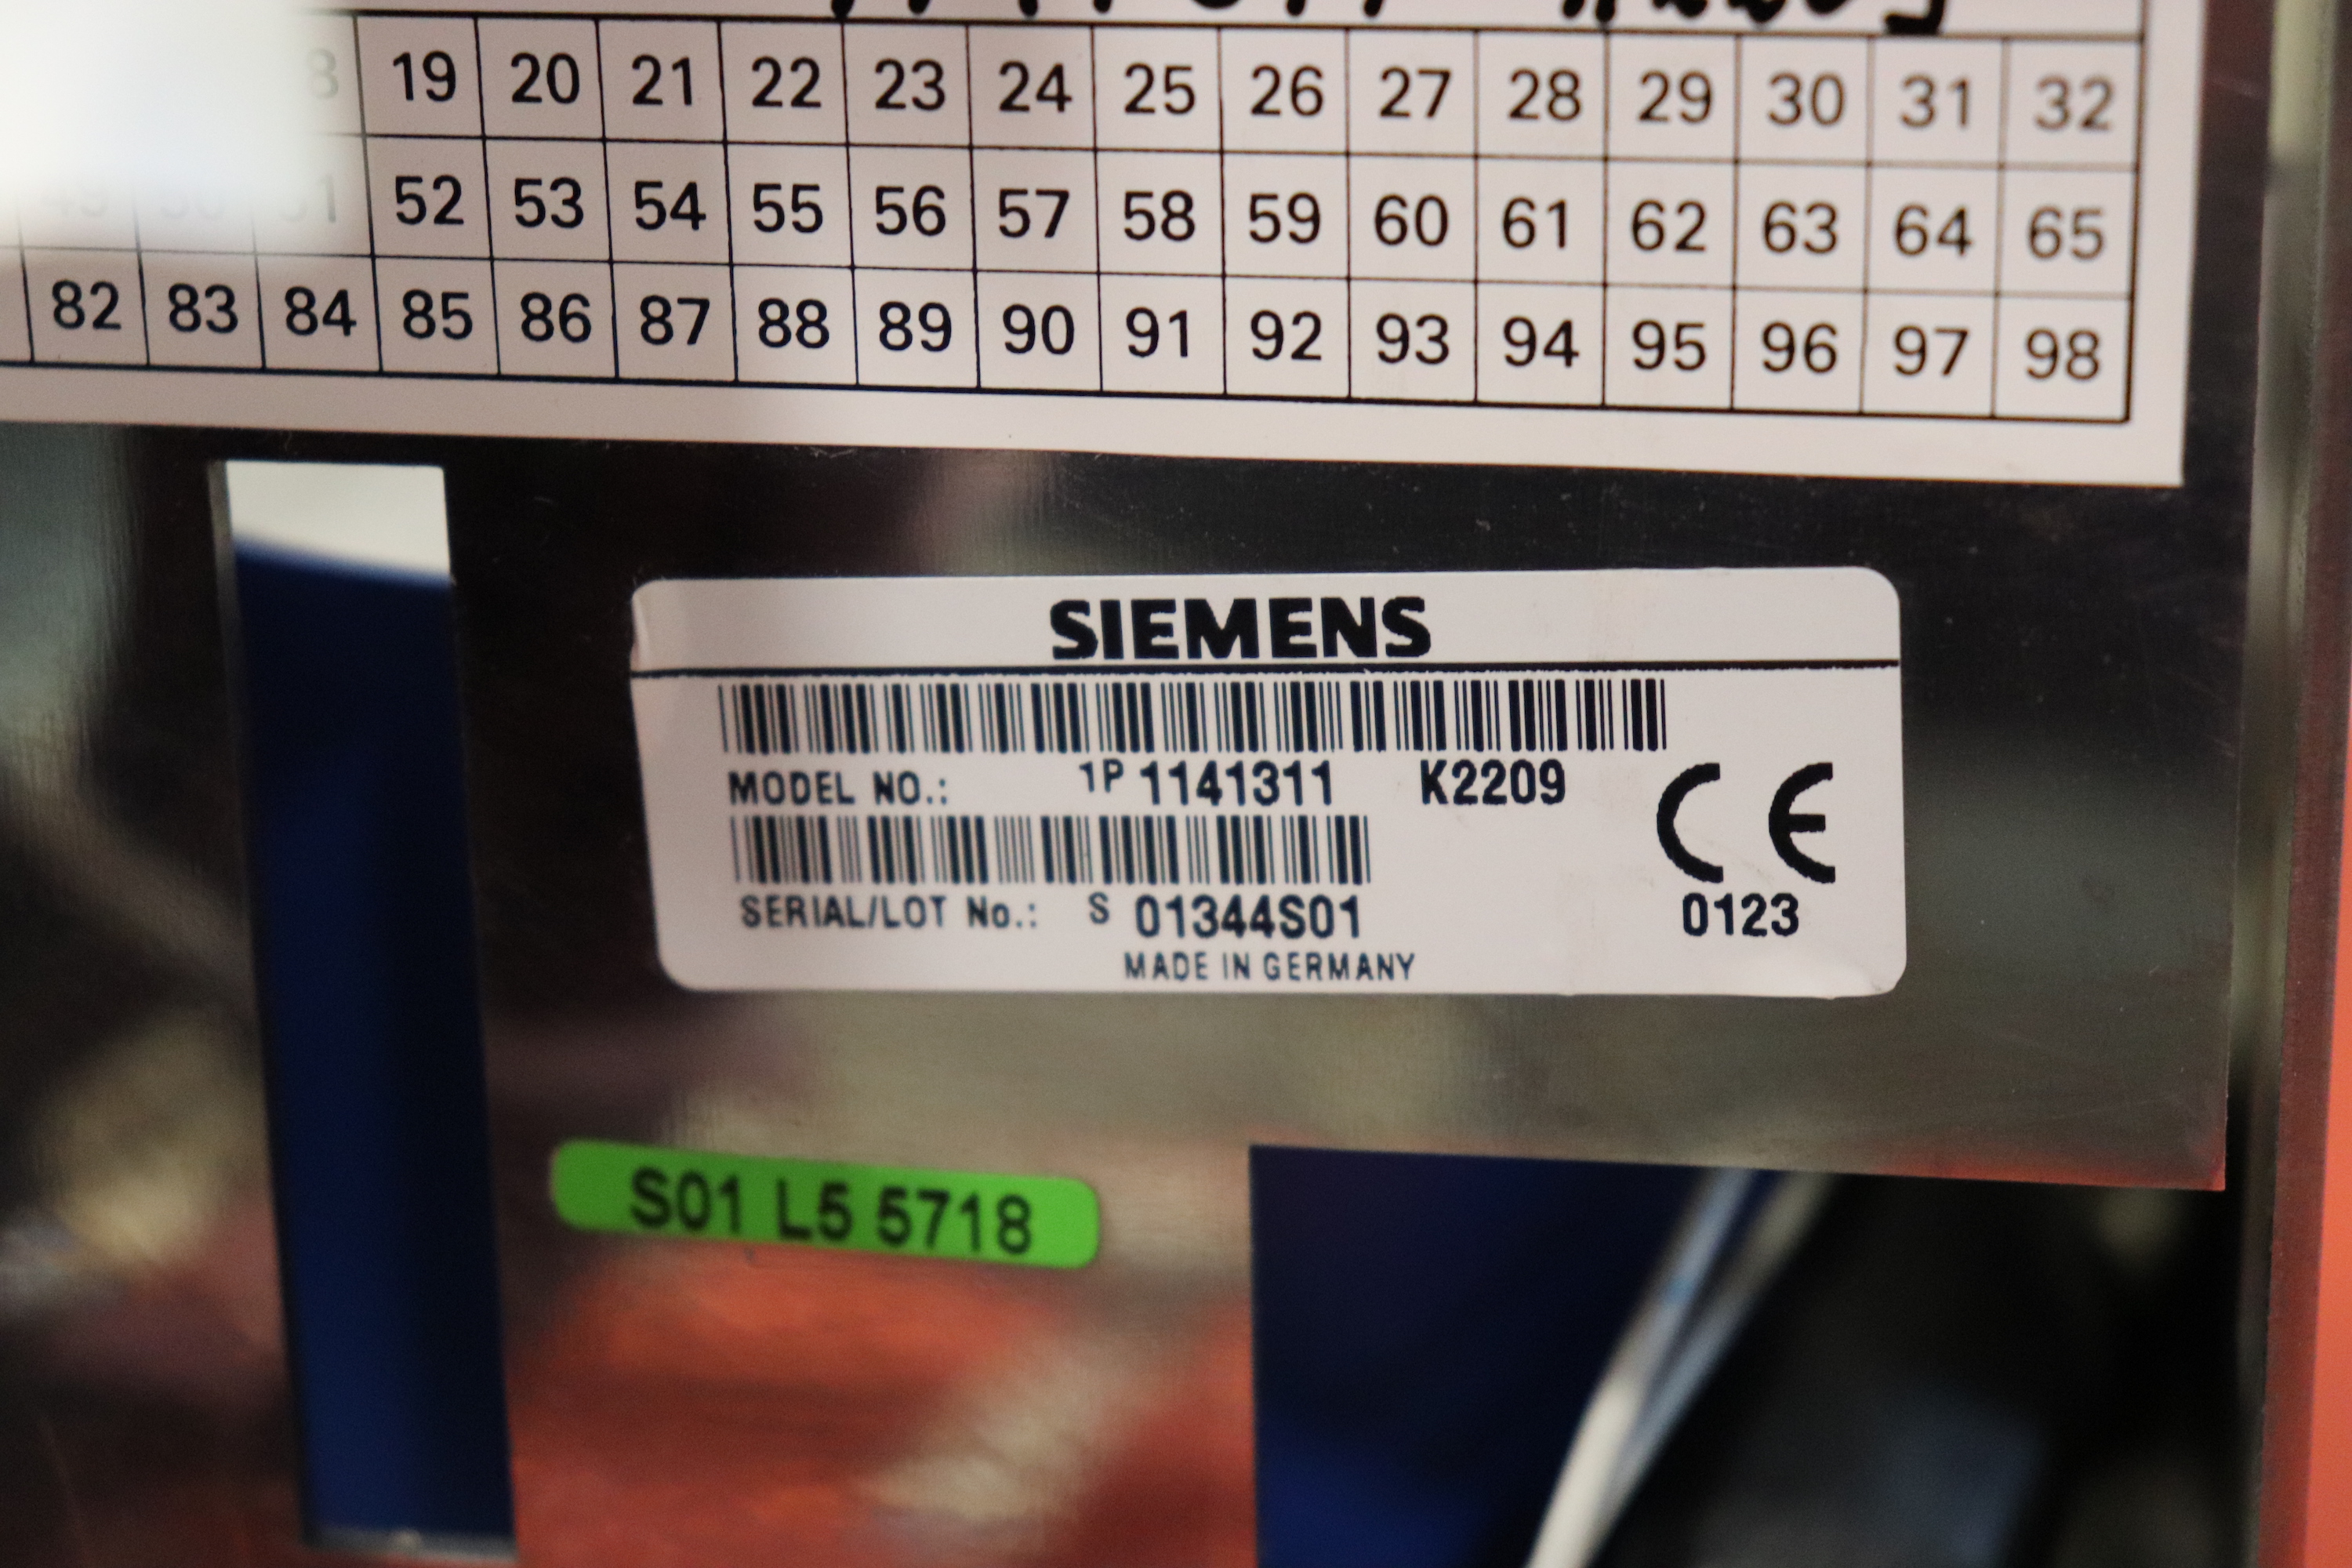 19 20 21 22 23 24 25 26 27 28 29 30 31 32
52 53 54 55 56 57 58 59 60 61 62 63 64 65
82 83 84 85 86 87 88 89 90 91 92 93 94 95 96 97 98
SIEMENS
MODEL NO.: 1P 1141311 K2209
SERIAL/LOT No.: S 01344S01
MADE IN GERMANY
CE
0123
S01 L5 5718